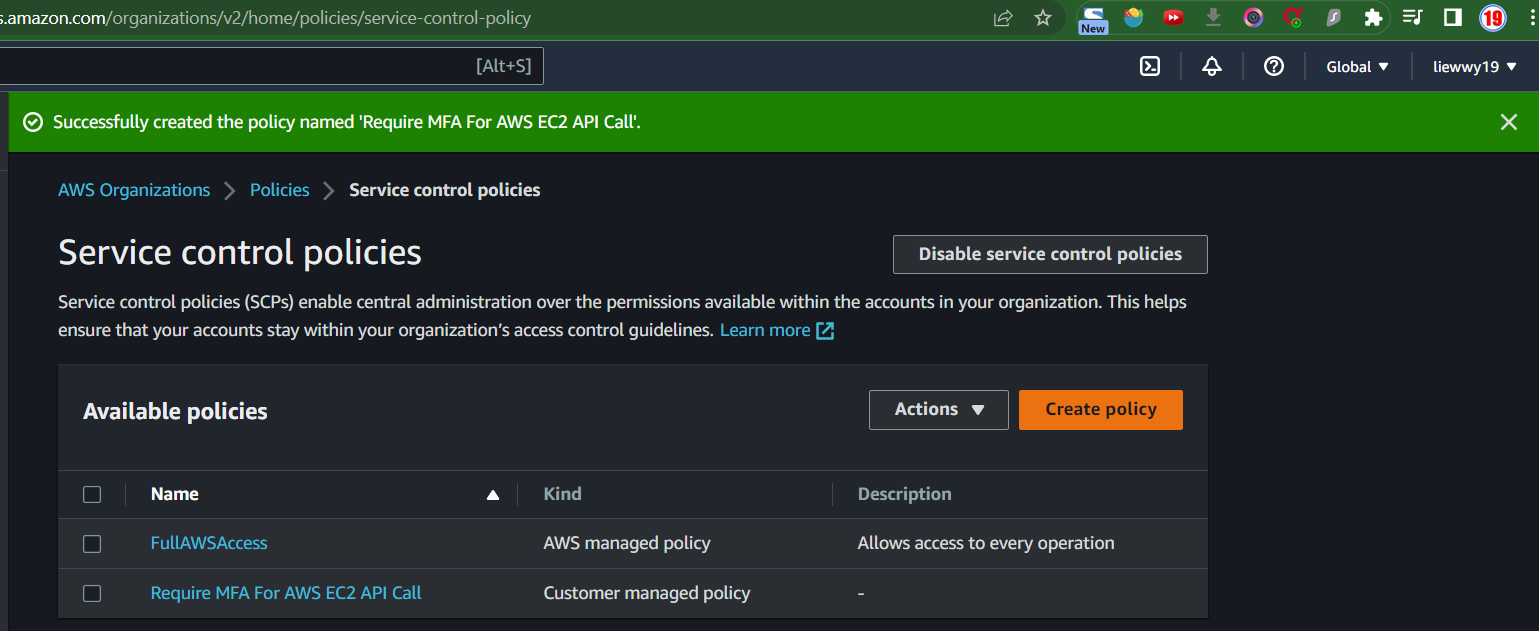 s.amazon.com/organizations/v2/home/policies/service-control-policy
New
19
[Alt+S]
Global
liewwy19
Successfully created the policy named 'Require MFA For AWS EC2 API Call'.
AWS Organizations
Policies
Service control policies
Service control policies
Disable service control policies
Service control policies (SCPs) enable central administration over the permissions available within the accounts in your organization. This helps
ensure that your accounts stay within your organization’s access control guidelines. Learn more
Available policies
Actions
Create policy
Name
Kind
Description
FullAWSAccess
AWS managed policy
Allows access to every operation
Require MFA For AWS EC2 API Call
Customer managed policy
-